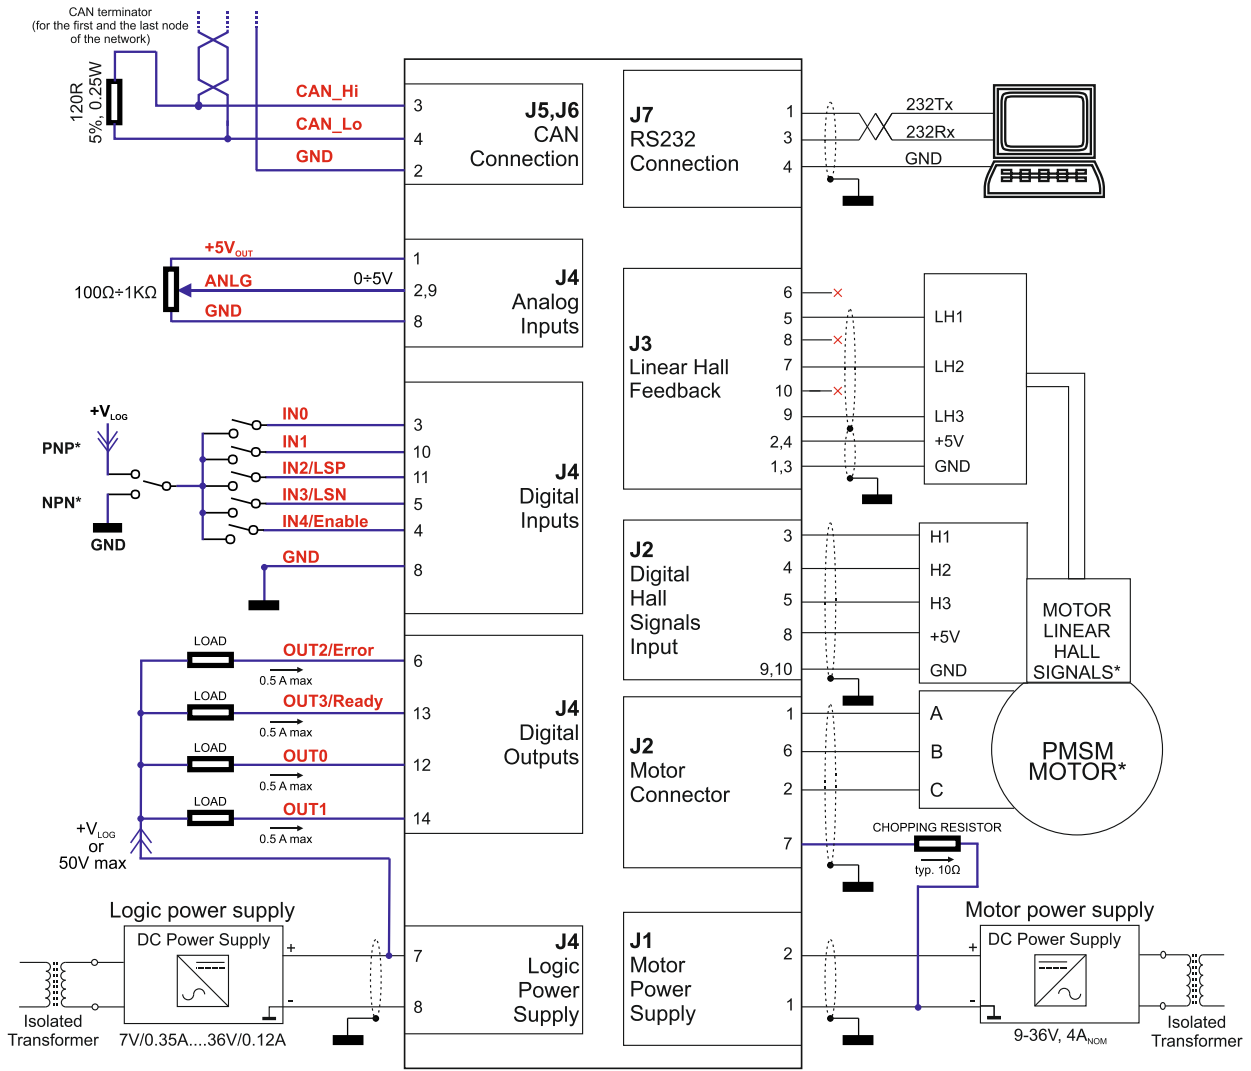 CAN terminator
(for the first and the last node
of the network)
120R
5%, 0.25W
CAN_Hi
3
CAN_Lo
4
GND
2
J5,J6
CAN
Connection
J7
RS232
Connection
1
232Tx
3
232Rx
4
GND
+5VOUT
1
100Ω÷1KΩ
ANLG
0÷5V
2,9
GND
8
J4
Analog
Inputs
J3
Linear Hall
Feedback
6
5
LH1
8
7
LH2
10
9
LH3
2,4
+5V
1,3
GND
+VLOG
PNP*
NPN*
GND
IN0
3
IN1
10
IN2/LSP
11
IN3/LSN
5
IN4/Enable
4
GND
8
J4
Digital
Inputs
J2
Digital
Hall
Signals
Input
3
H1
4
H2
5
H3
8
+5V
9,10
GND
MOTOR
LINEAR
HALL
SIGNALS*
LOAD
OUT2/Error
0.5 A max
6
LOAD
OUT3/Ready
0.5 A max
13
LOAD
OUT0
0.5 A max
12
LOAD
OUT1
0.5 A max
14
J4
Digital
Outputs
+VLOG
or
50V max
J2
Motor
Connector
1
A
6
B
2
C
7
PMSM
MOTOR*
CHOPPING RESISTOR
typ. 10Ω
Logic power supply
DC Power Supply
+
-
Isolated
Transformer
7V/0.35A....36V/0.12A
7
8
J4
Logic
Power
Supply
J1
Motor
Power
Supply
2
1
Motor power supply
DC Power Supply
+
-
9-36V, 4ANOM
Isolated
Transformer